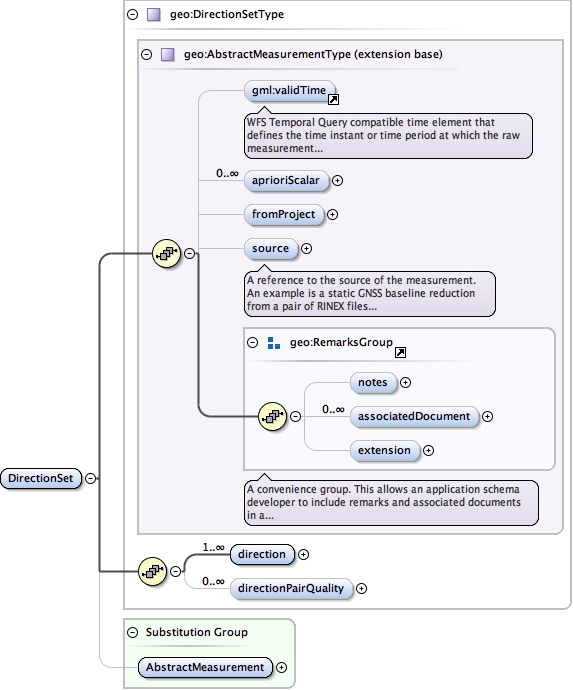 geo:DirectionSetType
geo:AbstractMeasurementType (extension base)
gml:validTime
WFS Temporal Query compatible time element that
defines the time instant or time period at which the raw
measurement...
0..∞
aprioriScalar
fromProject
source
A reference to the source of the measurement.
An example is a static GNSS baseline reduction
from a pair of RINEX files...
geo:RemarksGroup
notes
0..∞
associatedDocument
extension
A convenience group. This allows an application schema
developer to include remarks and associated documents
in a...
DirectionSet
1..∞
direction
0..∞
directionPairQuality
Substitution Group
AbstractMeasurement